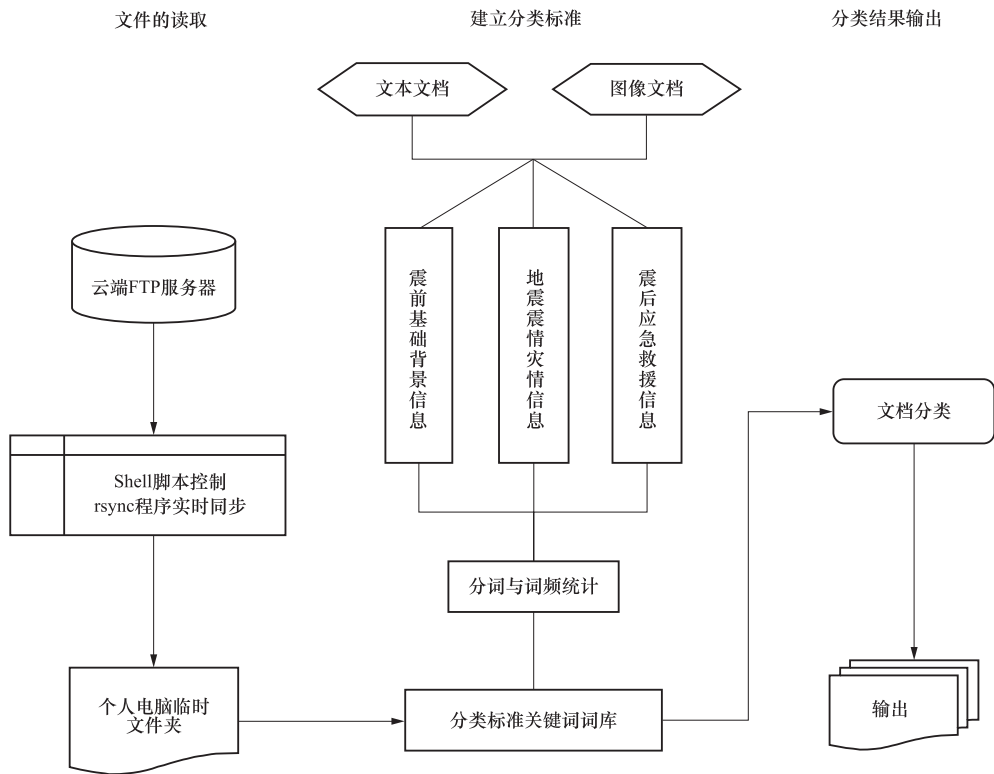 文件的读取
建立分类标准
分类结果输出
文本文档
图像文档
云端FTP服务器
震前基础背景信息
地震震情灾情信息
震后应急救援信息
文档分类
Shell脚本控制
rsync程序实时同步
分词与词频统计
个人电脑临时
文件夹
分类标准关键词词库
输出